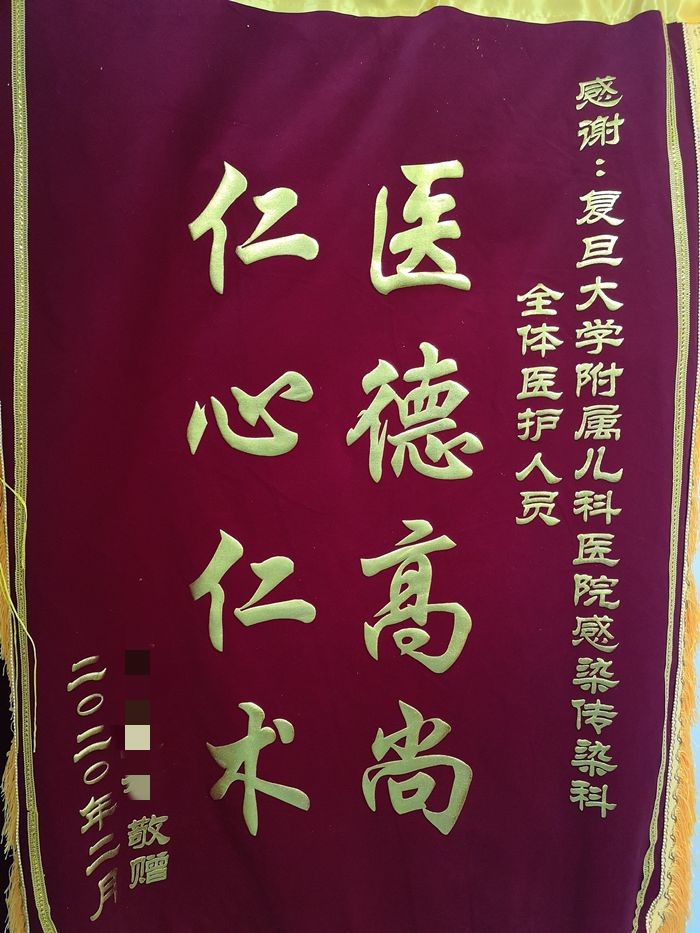 感谢：复旦大学附属儿科医院感染传染科
全体医护人员
医德高尚
仁心仁术
敬赠
二〇二〇年二月